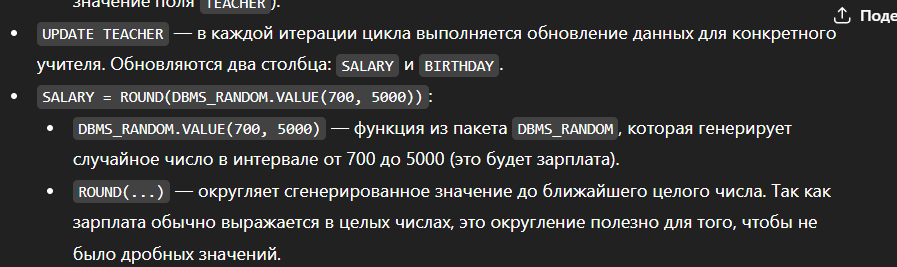 значение поля TEACHER).
Поде
UPDATE TEACHER — в каждой итерации цикла выполняется обновление данных для конкретного
учителя. Обновляются два столбца: SALARY и BIRTHDAY.
SALARY = ROUND(DBMS_RANDOM.VALUE(700, 5000)):
DBMS_RANDOM.VALUE(700, 5000) — функция из пакета DBMS_RANDOM, которая генерирует
случайное число в интервале от 700 до 5000 (это будет зарплата).
ROUND(...) — округляет сгенерированное значение до ближайшего целого числа. Так как
зарплата обычно выражается в целых числах, это округление полезно для того, чтобы не
было дробных значений.